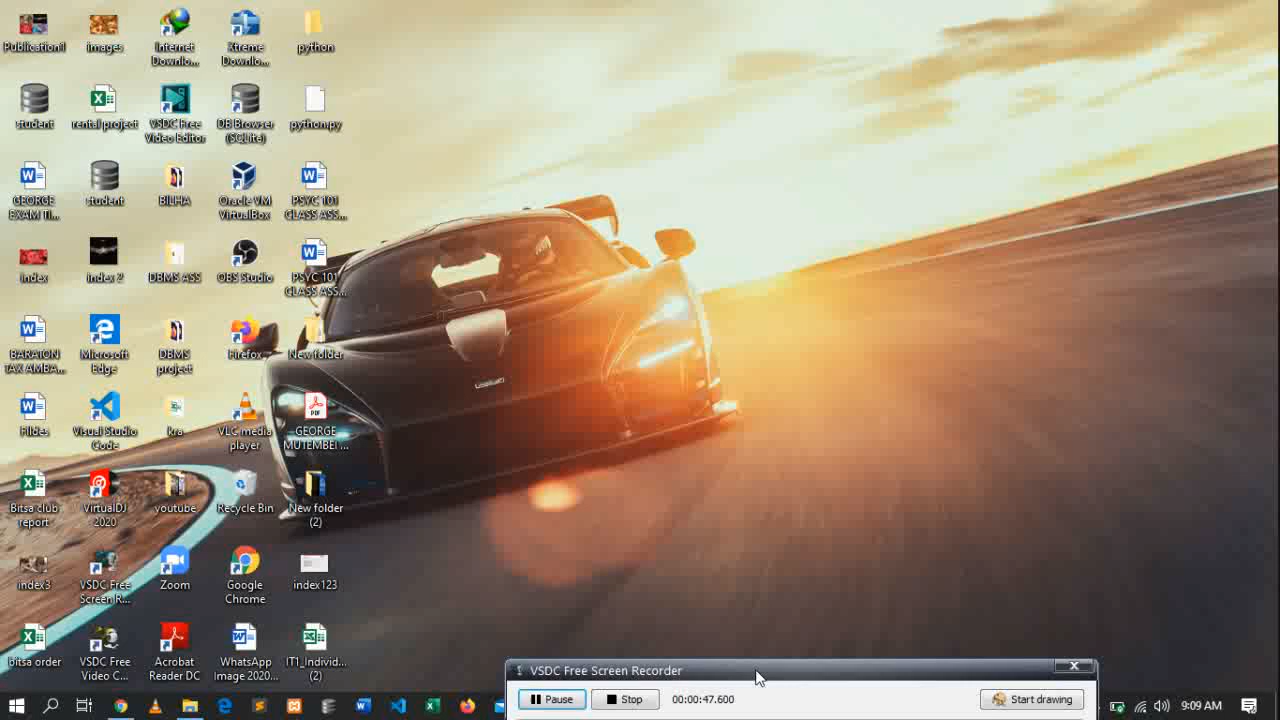 Publication1
images
Internet
Downlo...
Xtreme
Downlo...
python
student
rental project
VSDC Free
Video Editor
DB Browser
(SQLite)
python.py
GEORGE
EXAM TI...
student
BILHA
Oracle VM
VirtualBox
PSYC 101
CLASS ASS...
index
index 2
DBMS ASS
OBS Studio
PSYC 101
CLASS ASS...
BARATON
TAX AMBA...
Microsoft
Edge
DBMS
project
Firefox
New folder
Fildes
Visual Studio
Code
kra
VLC media
player
GEORGE
MUTEMBEI ...
Bitsa club
report
VirtualDJ
2020
youtube
Recycle Bin
New folder
(2)
index3
VSDC Free
Screen R...
Zoom
Google
Chrome
index123
bitsa order
VSDC Free
Video C...
Acrobat
Reader DC
WhatsApp
Image 2020...
IT1_Individ...
(2)
VSDC Free Screen Recorder
Pause
Stop
00:00:47.600
Start drawing
9:09 AM